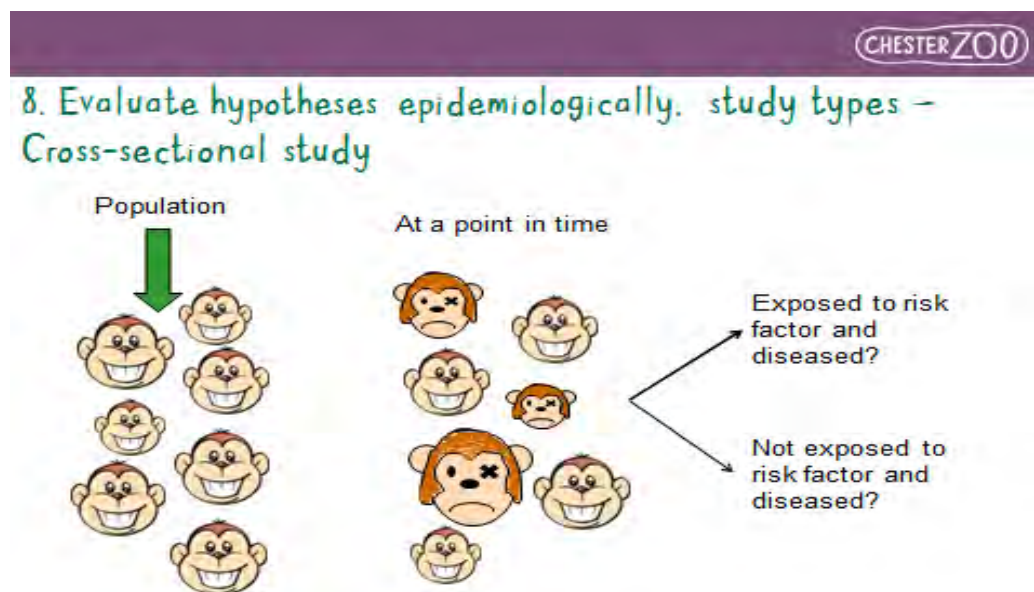 CHESTER ZOO
8. Evaluate hypotheses epidemiologically. study types –
Cross-sectional study
Population
At a point in time
Exposed to risk
factor and
diseased?
Not exposed to
risk factor and
diseased?